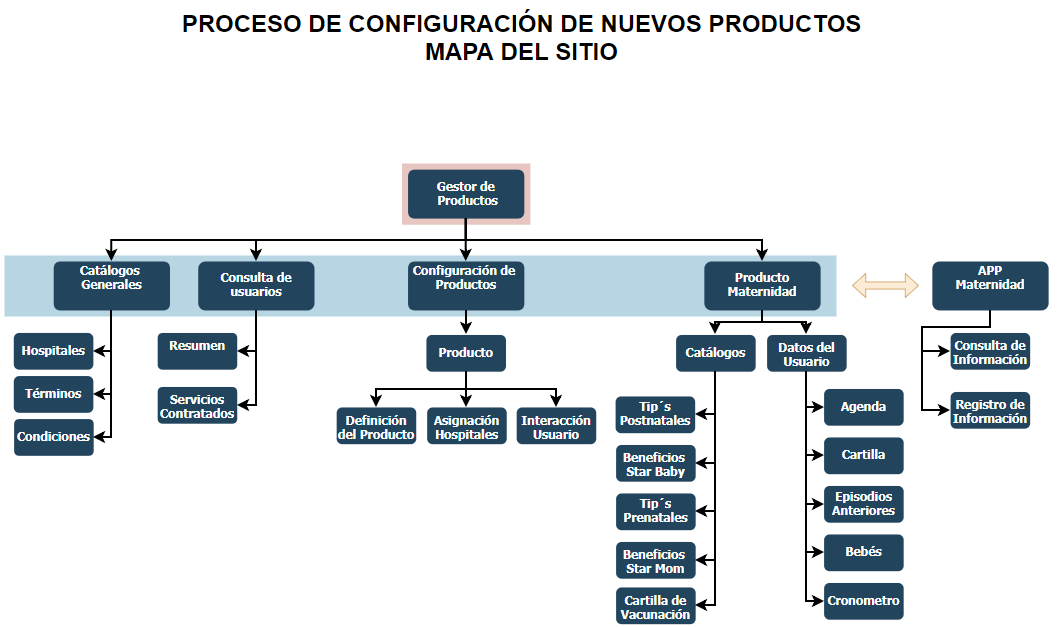 PROCESO DE CONFIGURACIÓN DE NUEVOS PRODUCTOS
MAPA DEL SITIO
Gestor de
Productos
Catálogos
Generales
Consulta de
usuarios
Configuración de
Productos
Producto
Maternidad
APP
Maternidad
Hospitales
Términos
Condiciones
Resumen
Servicios
Contratados
Producto
Definición
del Producto
Asignación
Hospitales
Interacción
Usuario
Catálogos
Tip´s
Postnatales
Beneficios
Star Baby
Tip´s
Prenatales
Beneficios
Star Mom
Cartilla de
Vacunación
Datos del
Usuario
Agenda
Cartilla
Episodios
Anteriores
Bebés
Cronometro
Consulta de
Información
Registro de
Información